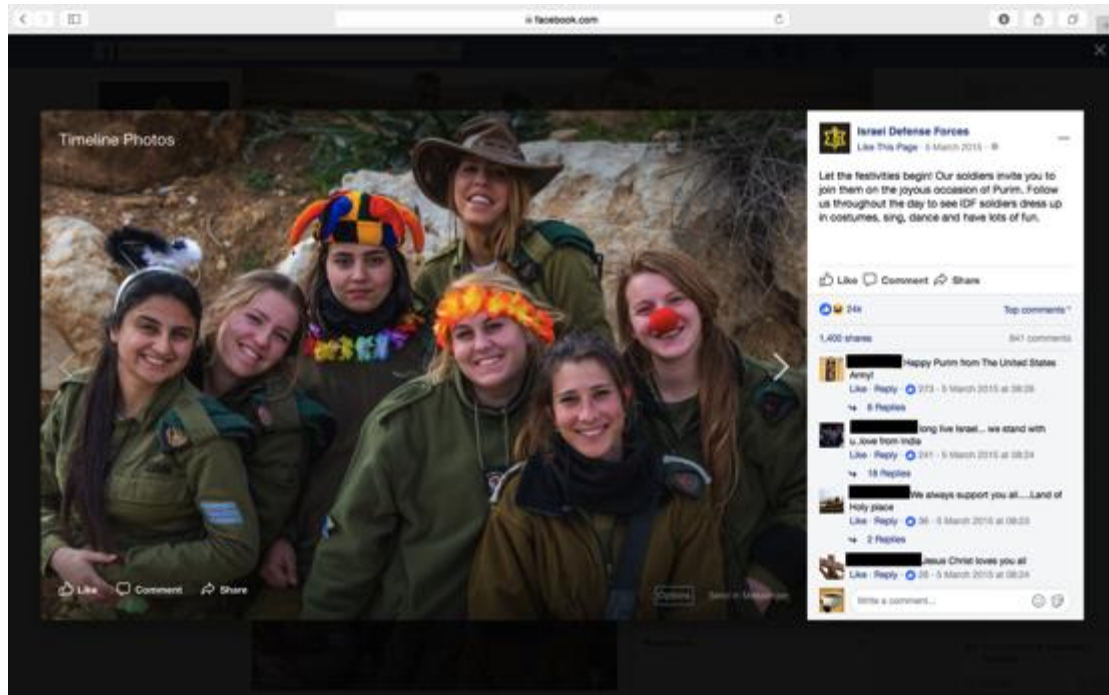 facebook.com
Timeline Photos
Israel Defense Forces
Like This Page · 5 March 2015 ·
Let the festivities begin! Our soldiers invite you to
join them on the joyous occasion of Purim. Follow
us throughout the day to see IDF soldiers dress up
in costumes, sing, dance and have lots of fun.
Like Comment Share
24k Top comments
1,400 shares 841 comments
Happy Purim from The United States
Army!
Like · Reply · 273 · 5 March 2015 at 08:26
6 Replies
long live Israel... we stand with
u..love from India
Like · Reply · 241 · 5 March 2015 at 08:24
18 Replies
We always support you all.....Land of
Holy place
Like · Reply · 36 · 5 March 2015 at 08:23
2 Replies
Jesus Christ loves you all
Like · Reply · 28 · 5 March 2015 at 08:24
Write a comment...
Like Comment Share
Options Send in Messenger